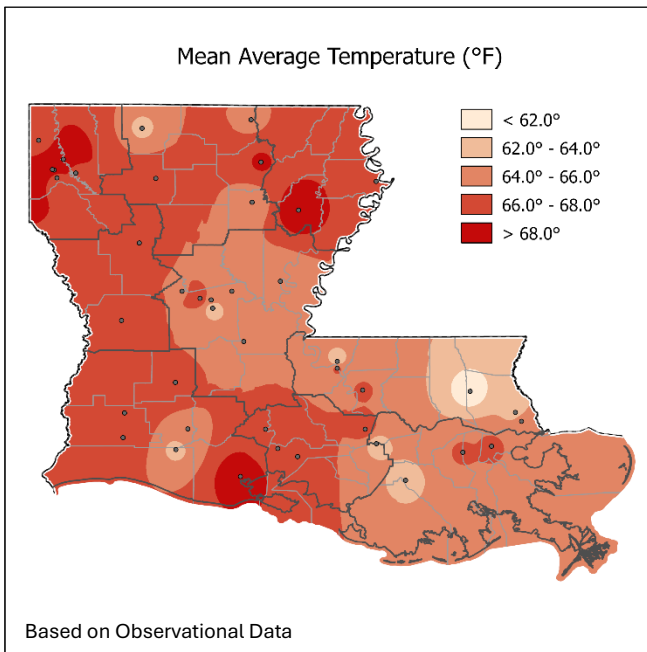 Mean Average Temperature (°F)
< 62.0°
62.0° - 64.0°
64.0° - 66.0°
66.0° - 68.0°
> 68.0°
Based on Observational Data